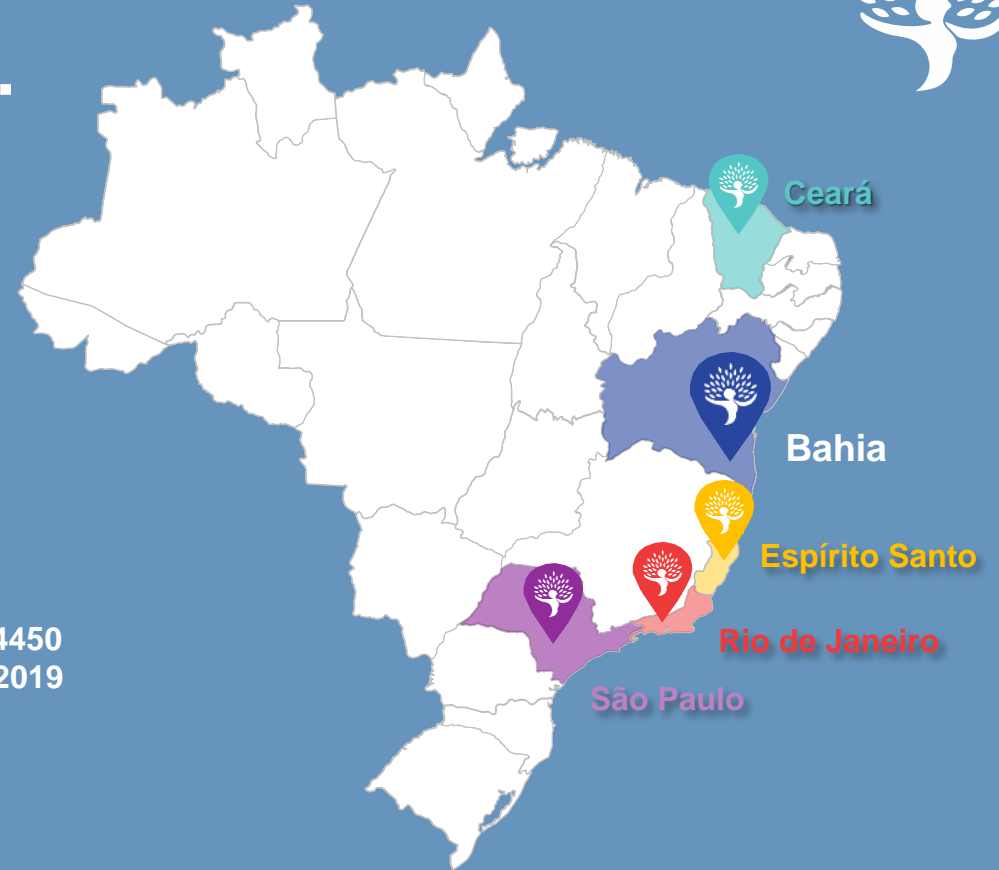 Ceará
Bahia
Espírito Santo
4450
Rio de Janeiro
2019
São Paulo